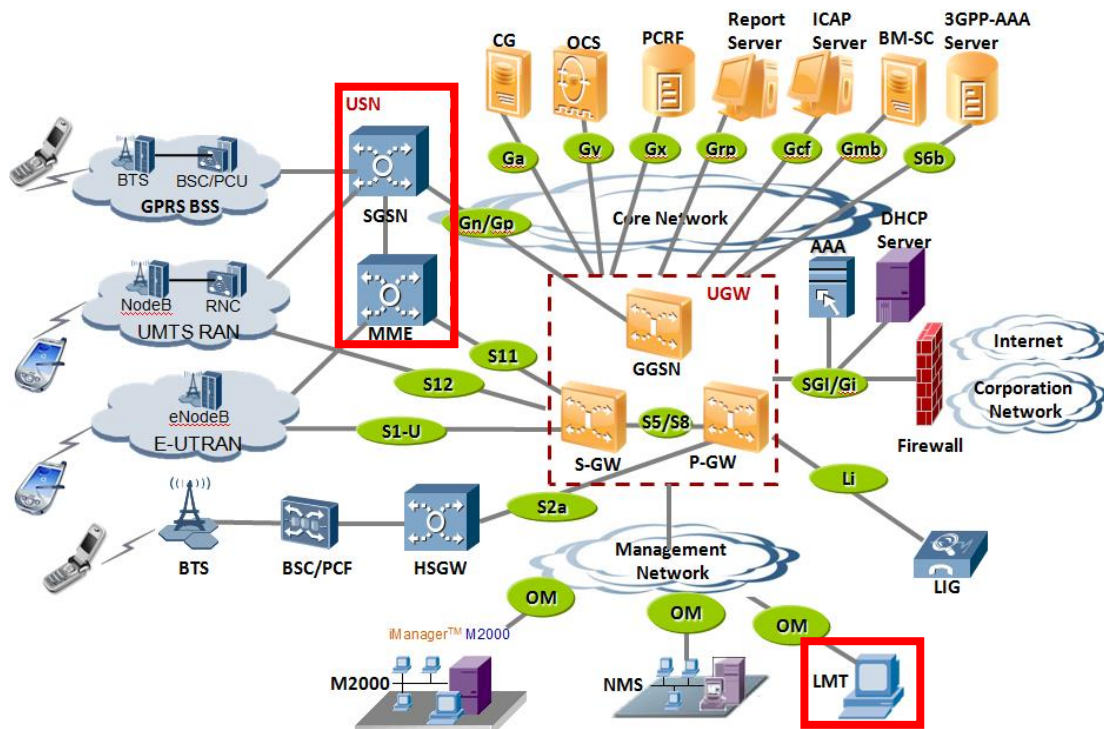 CG
OCS
PCRF
Report
Server
ICAP
Server
BM-SC
3GPP-AAA
Server
USN
Ga
Gv
Gx
Grp
Gcf
Gmb
S6b
BTS
BSC/PCU
GPRS BSS
SGSN
Gn/Gp
Core Network
AAA
DHCP
Server
NodeB
RNC
UMTS RAN
MME
UGW
GGSN
S11
S12
SGI/Gi
Internet
Corporation
Network
Firewall
eNodeB
E-UTRAN
S1-U
S-GW
S5/S8
P-GW
Li
LIG
BTS
BSC/PCF
HSGW
S2a
Management
Network
OM
OM
OM
iManager™ M2000
M2000
NMS
LMT